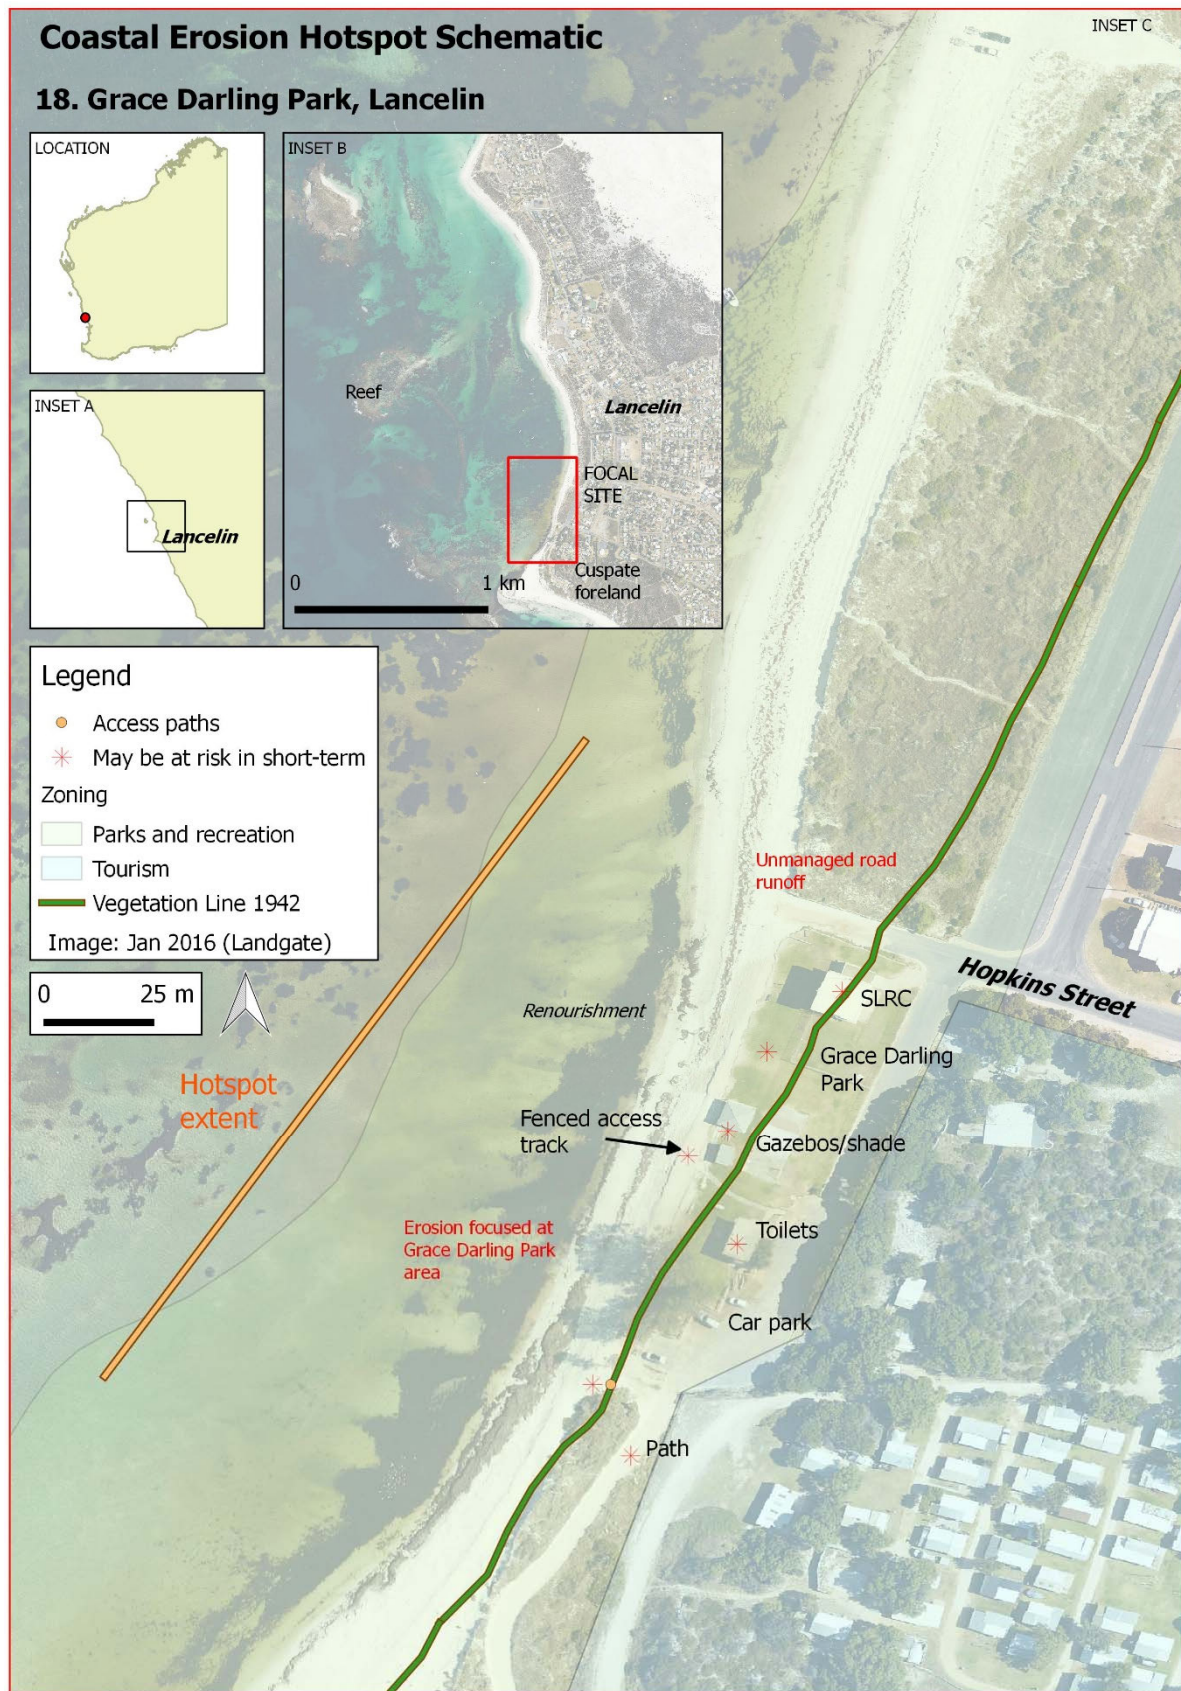 INSET C
Coastal Erosion Hotspot Schematic
18. Grace Darling Park, Lancelin
LOCATION
INSET A
Lancelin
INSET B
Reef
Lancelin
FOCAL
SITE
Cuspate
foreland
0 1 km
Legend
Access paths
May be at risk in short-term
Zoning
Parks and recreation
Tourism
Vegetation Line 1942
Image: Jan 2016 (Landgate)
0 25 m
Hotspot
extent
Unmanaged road
runoff
Hopkins Street
Renourishment
SLRC
Grace Darling
Park
Fenced access
track
Gazebos/shade
Erosion focused at
Grace Darling Park
area
Toilets
Car park
Path